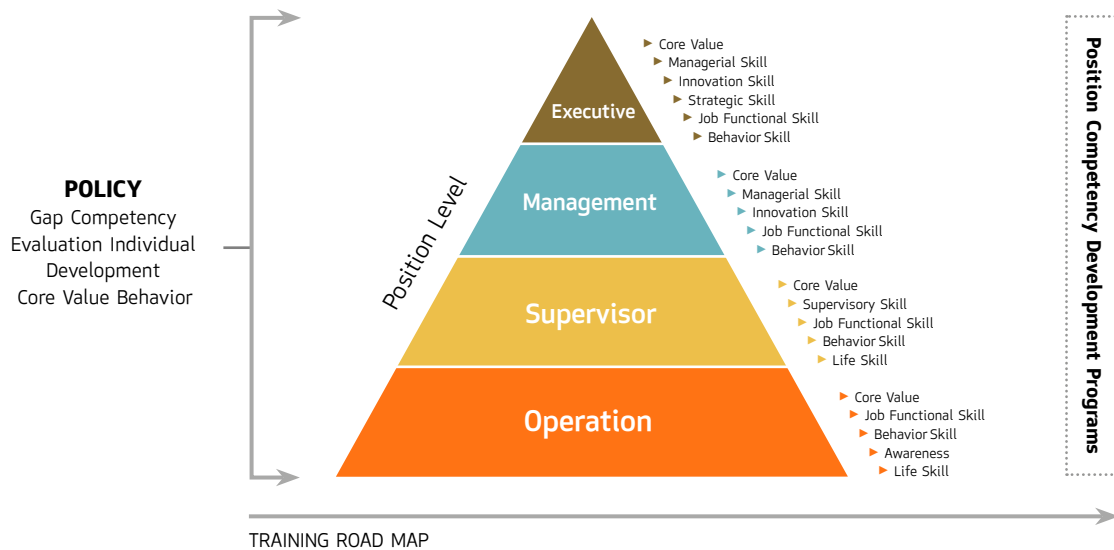 POLICY
Gap Competency
Evaluation Individual
Development
Core Value Behavior
Position Level
Executive
Core Value
Managerial Skill
Innovation Skill
Strategic Skill
Job Functional Skill
Behavior Skill
Management
Core Value
Managerial Skill
Innovation Skill
Job Functional Skill
Behavior Skill
Supervisor
Core Value
Supervisory Skill
Job Functional Skill
Behavior Skill
Life Skill
Operation
Core Value
Job Functional Skill
Behavior Skill
Awareness
Life Skill
Position Competency Development Programs
TRAINING ROAD MAP